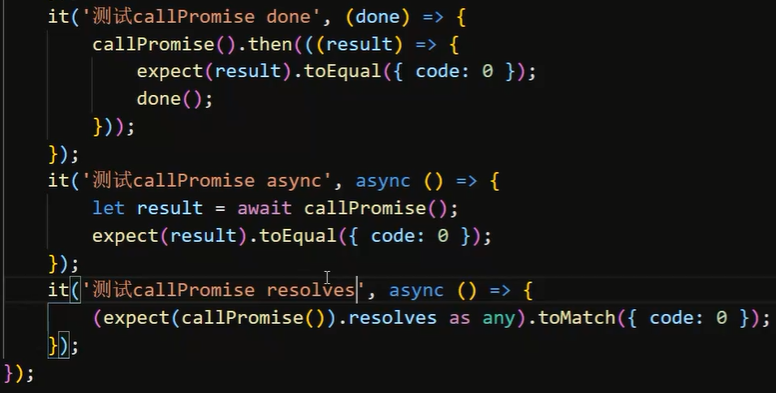 it('测试callPromise done', (done) => {
callPromise().then(((result) => {
expect(result).toEqual({ code: 0 });
done();
}));
});
it('测试callPromise async', async () => {
let result = await callPromise();
expect(result).toEqual({ code: 0 });
});
it('测试callPromise resolves', async () => {
(expect(callPromise()).resolves as any).toMatch({ code: 0 });
});
});